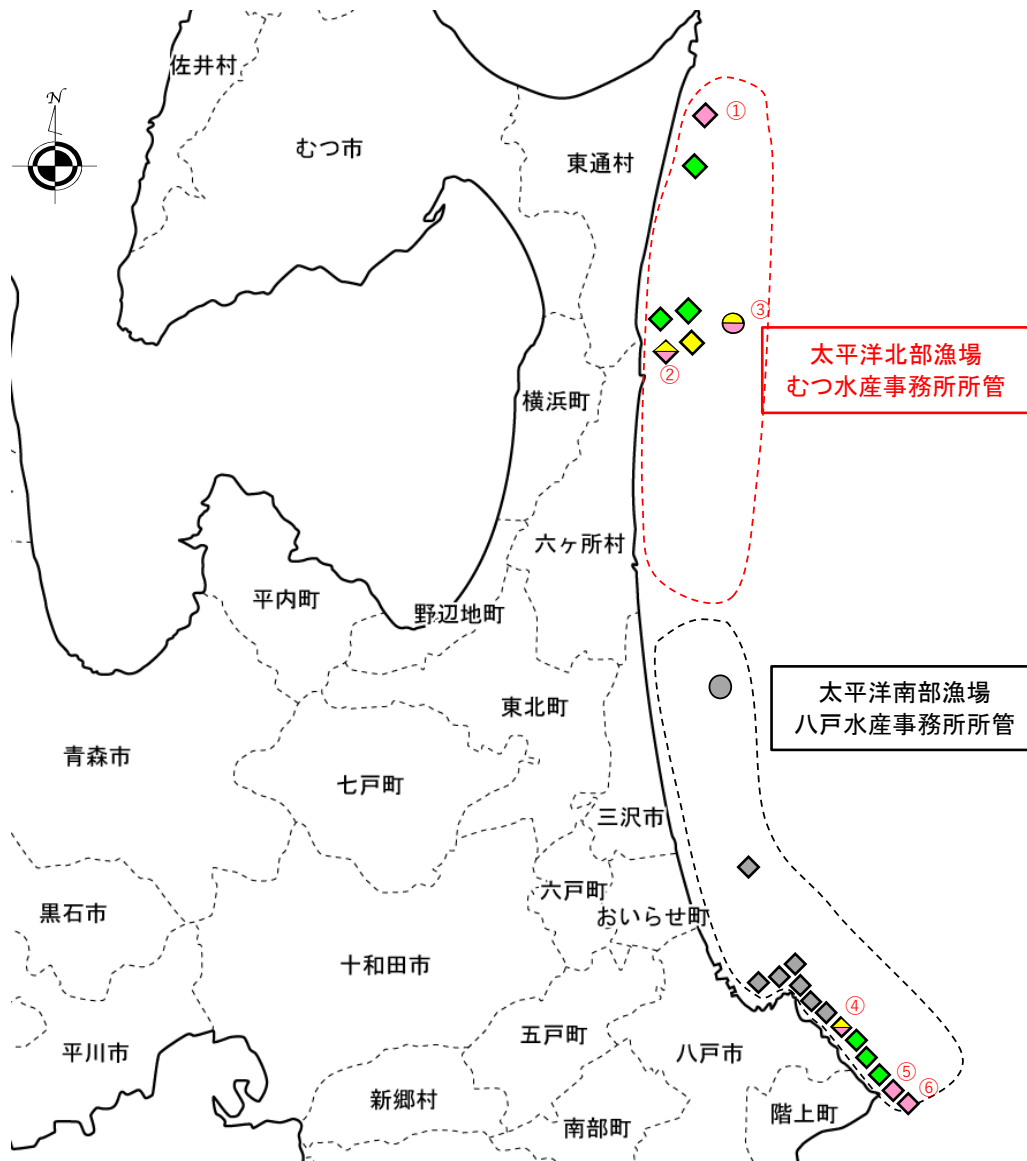 佐井村
N
むつ市
東通村
①
③
②
太平洋北部漁場
むつ水産事務所所管
横浜町
六ヶ所村
平内町
野辺地町
太平洋南部漁場
八戸水産事務所所管
東北町
青森市
七戸町
三沢市
六戸町
おいらせ町
黒石市
十和田市
④
五戸町
八戸市
平川市
⑤
⑥
新郷村
階上町
南部町